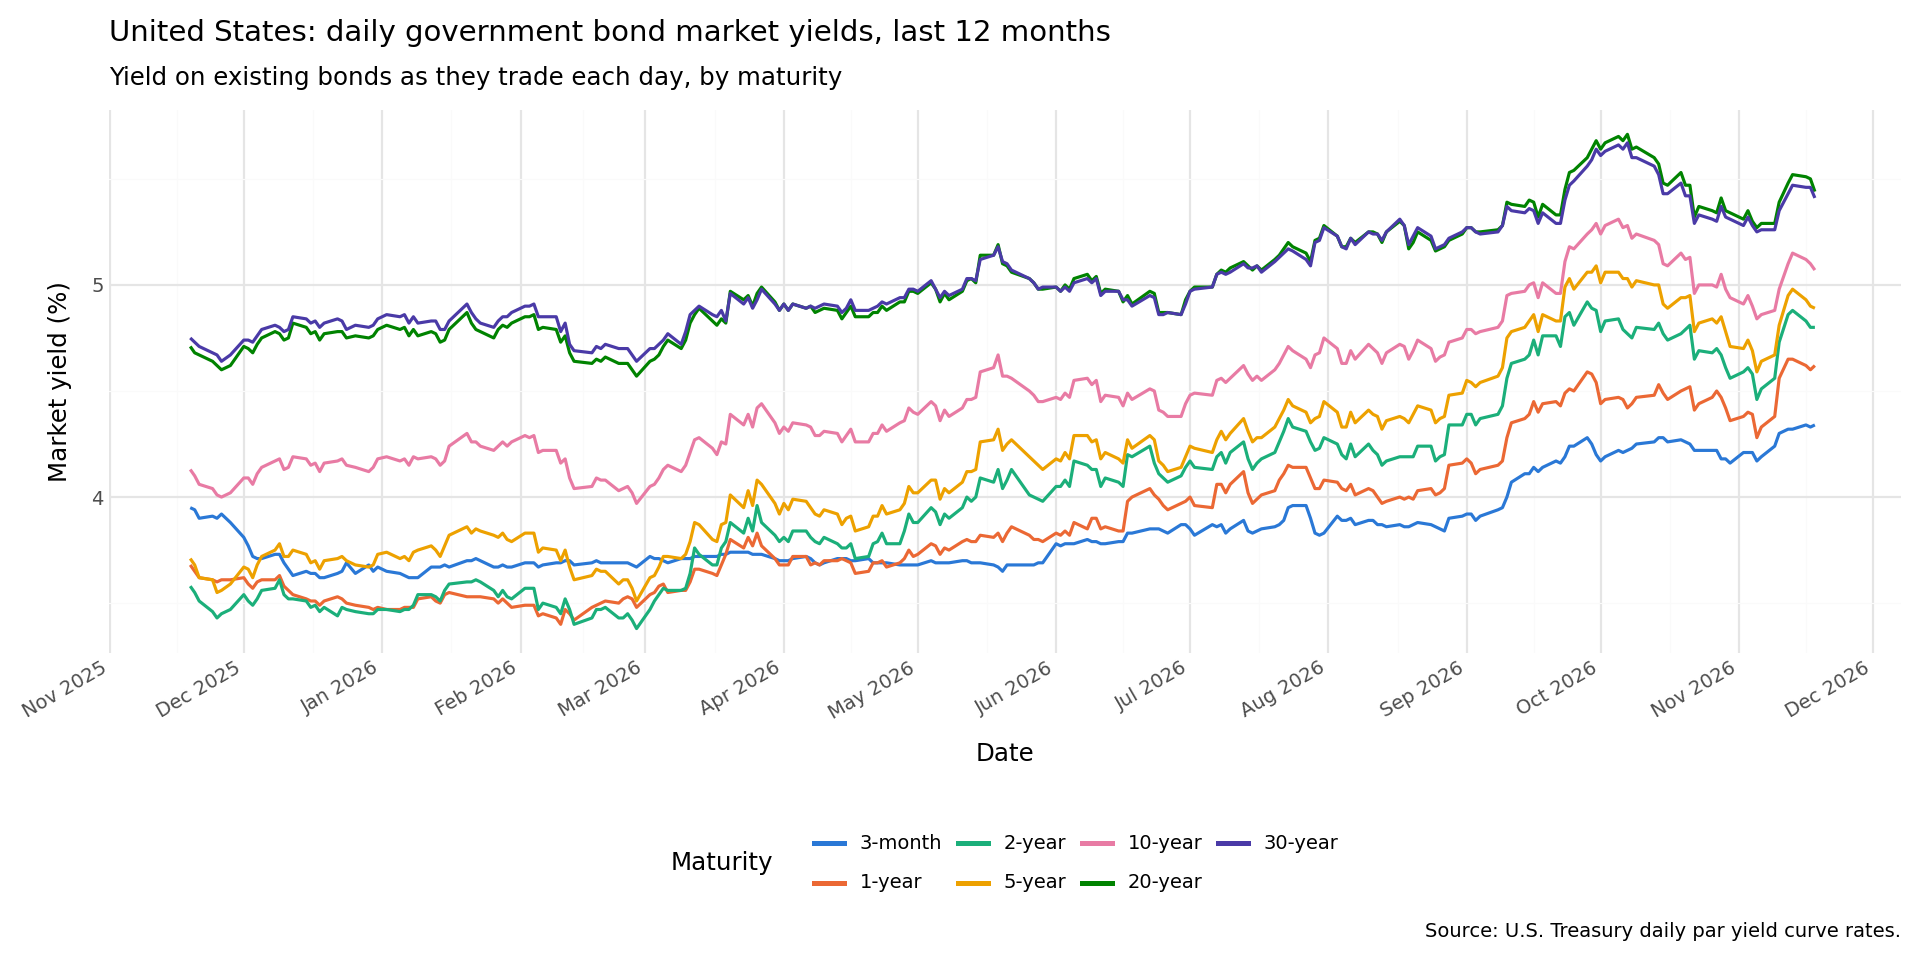 United States: daily government bond market yields, last 12 months
Yield on existing bonds as they trade each day, by maturity
Market yield (%)
5
4
Nov 2025
Dec 2025
Jan 2026
Feb 2026
Mar 2026
Apr 2026
May 2026
Jun 2026
Jul 2026
Aug 2026
Sep 2026
Oct 2026
Nov 2026
Dec 2026
Date
Maturity
3-month
2-year
10-year
30-year
1-year
5-year
20-year
Source: U.S. Treasury daily par yield curve rates.